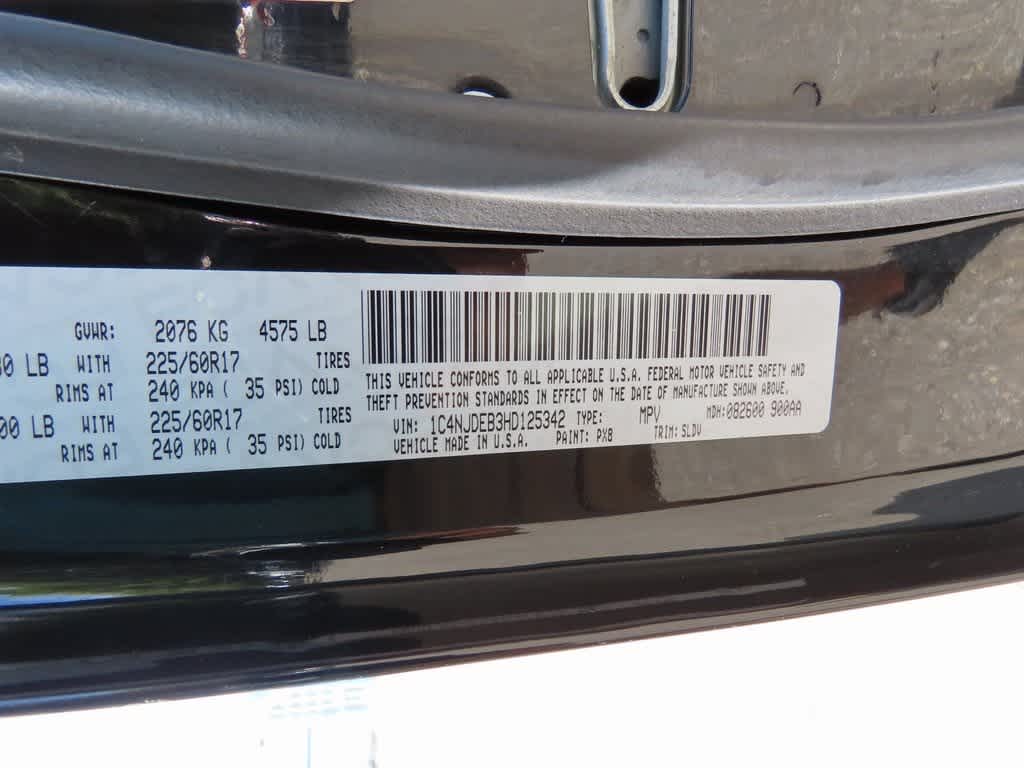 GVWR: 2076 KG 4575 LB
LB WITH 225/60R17 TIRES
RIMS AT 240 KPA ( 35 PSI) COLD
00 LB WITH 225/60R17 TIRES
RIMS AT 240 KPA ( 35 PSI) COLD
THIS VEHICLE CONFORMS TO ALL APPLICABLE U.S.A. FEDERAL MOTOR VEHICLE SAFETY AND
THEFT PREVENTION STANDARDS IN EFFECT ON THE DATE OF MANUFACTURE SHOWN ABOVE.
VIN: 1C4NJDEB3HD125342 TYPE: MPV MDH:082600 900AA
VEHICLE MADE IN U.S.A. PAINT: PX8 TRIM: SLDV